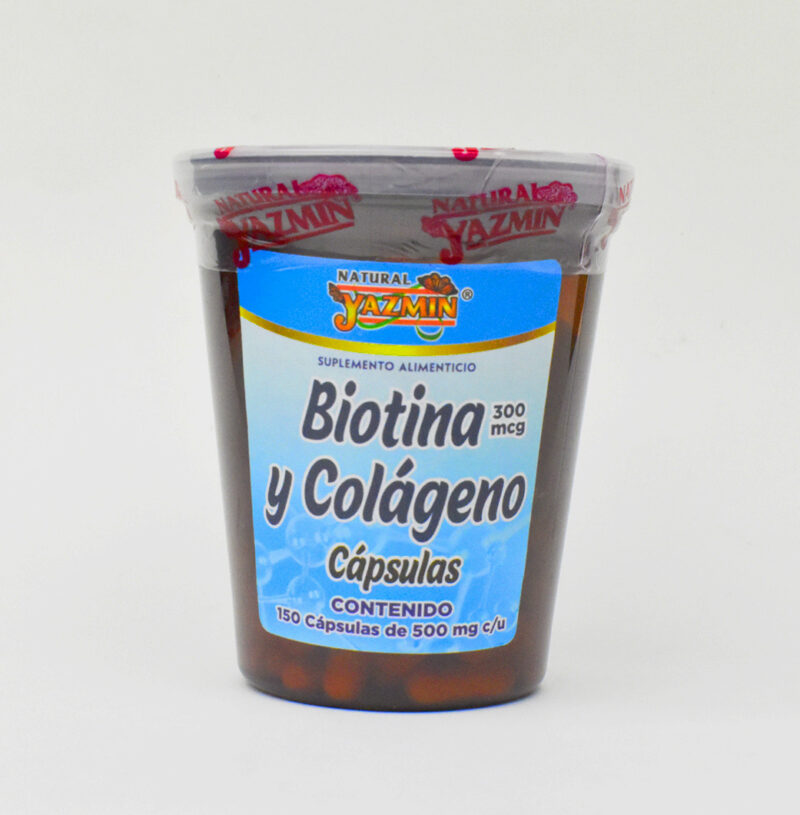 NATURAL
YAZMIN
NATURAL
YAZMIN
NATURAL
YAZMIN®
SUPLEMENTO ALIMENTICIO
Biotina 300 mcg
y Colágeno
Cápsulas
CONTENIDO
150 Cápsulas de 500 mg c/u